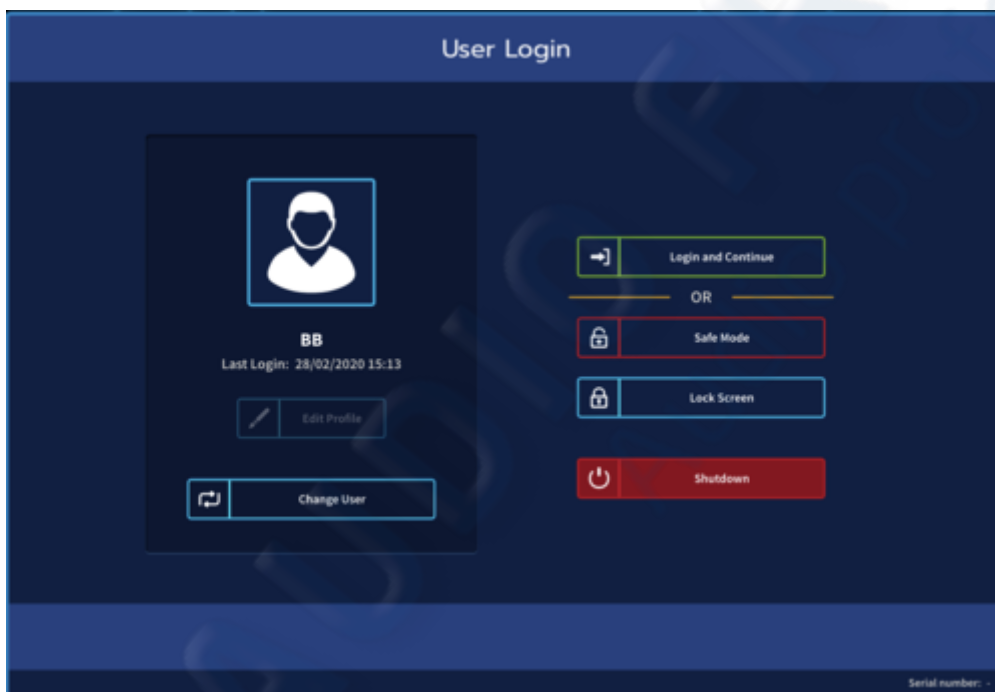 User Login
BB
Last Login: 28/02/2020 15:13
Edit Profile
Change User
Login and Continue
OR
Safe Mode
Lock Screen
Shutdown
Serial number: -